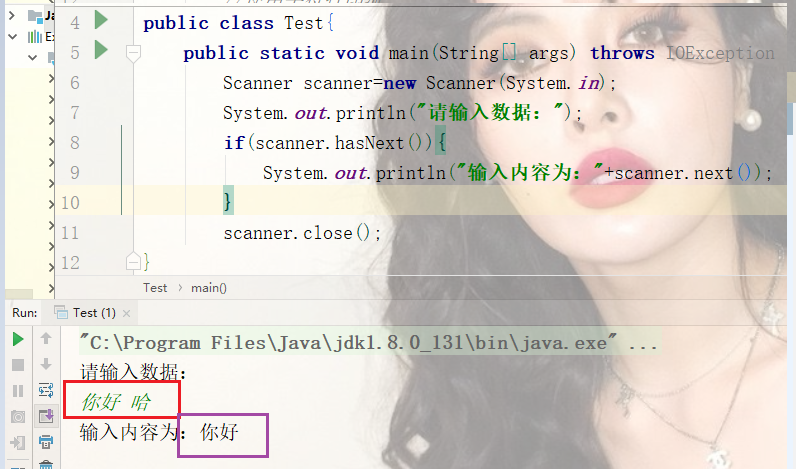 Ja
4 public class Test{
E
5 public static void main(String[] args) throws IOException
6 Scanner scanner=new Scanner(System.in);
7 System.out.println("请输入数据：");
8 if(scanner.hasNext()){
9 System.out.println("输入内容为："+scanner.next());
10 }
11 scanner.close();
12 }
Test > main()
Run: Test (1) ×
"C:\Program Files\Java\jdk1.8.0_131\bin\java.exe" ...
请输入数据：
你好 哈
输入内容为：你好